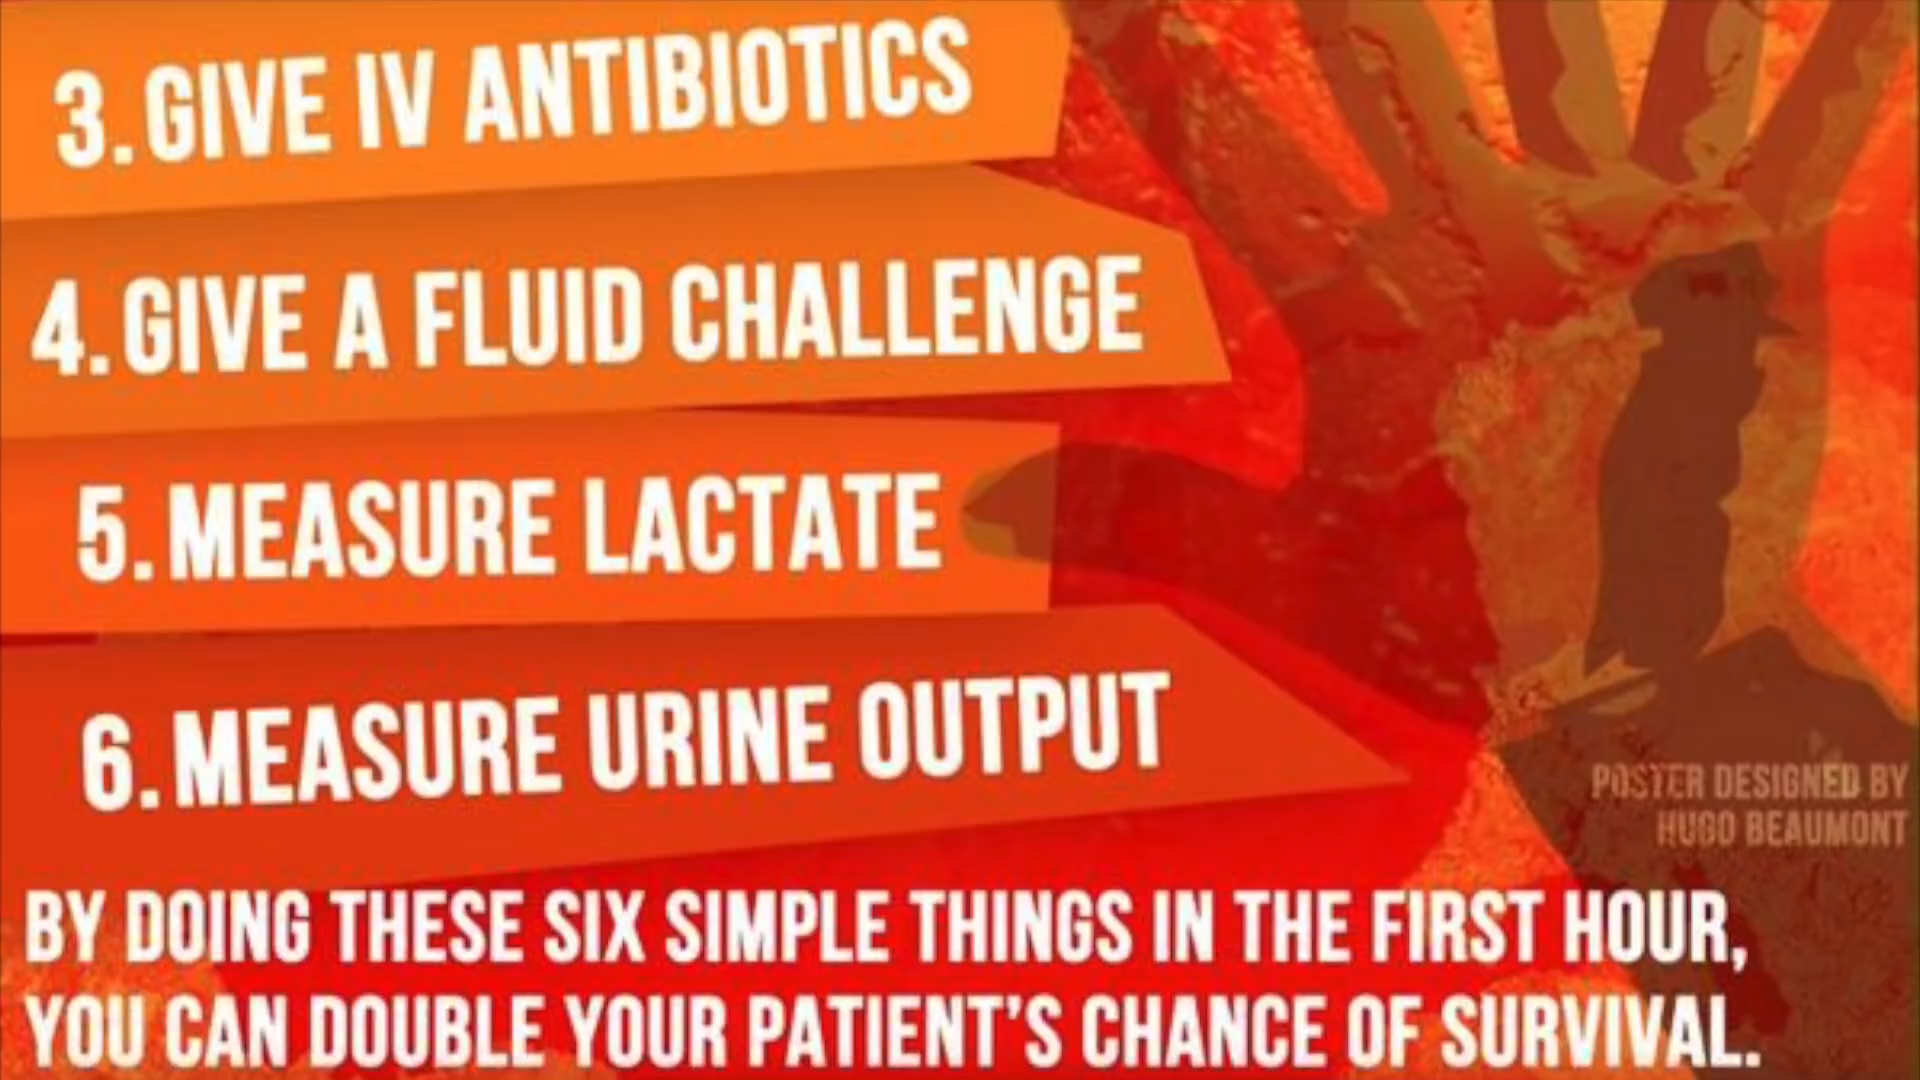 3. GIVE IV ANTIBIOTICS
4. GIVE A FLUID CHALLENGE
5. MEASURE LACTATE
6. MEASURE URINE OUTPUT
POSTER DESIGNED BY
HUGO BEAUMONT
BY DOING THESE SIX SIMPLE THINGS IN THE FIRST HOUR,
YOU CAN DOUBLE YOUR PATIENT'S CHANCE OF SURVIVAL.